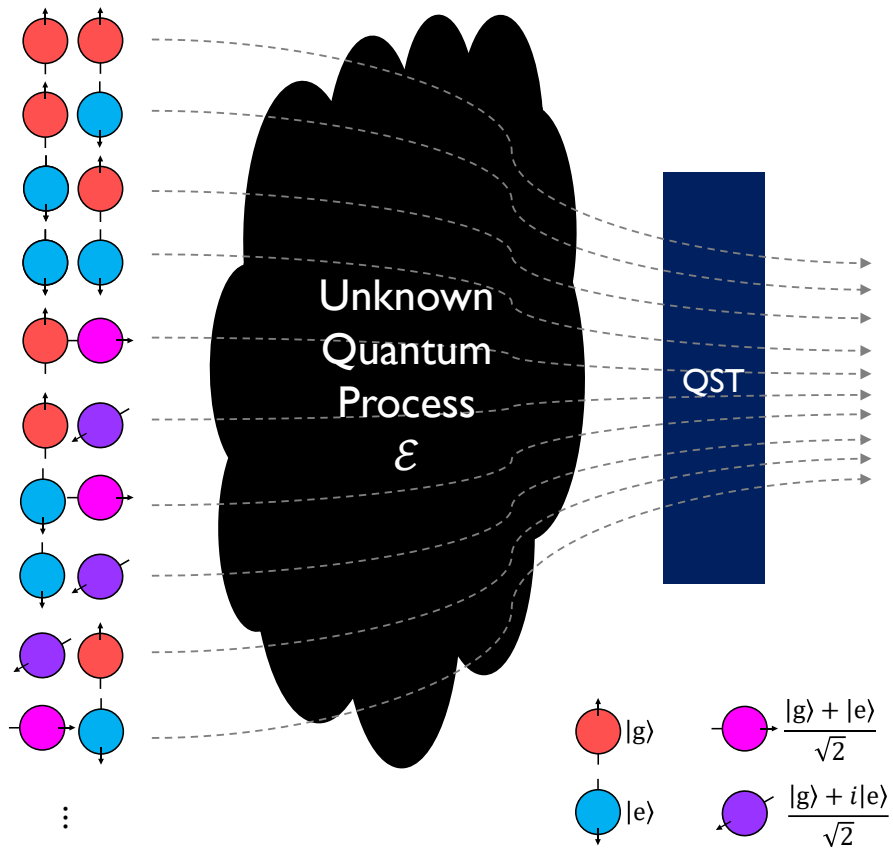 Unknown
Quantum
Process
ℰ
QST
|g⟩
(|g⟩ + |e⟩)/√2
|e⟩
(|g⟩ + i|e⟩)/√2
⋮